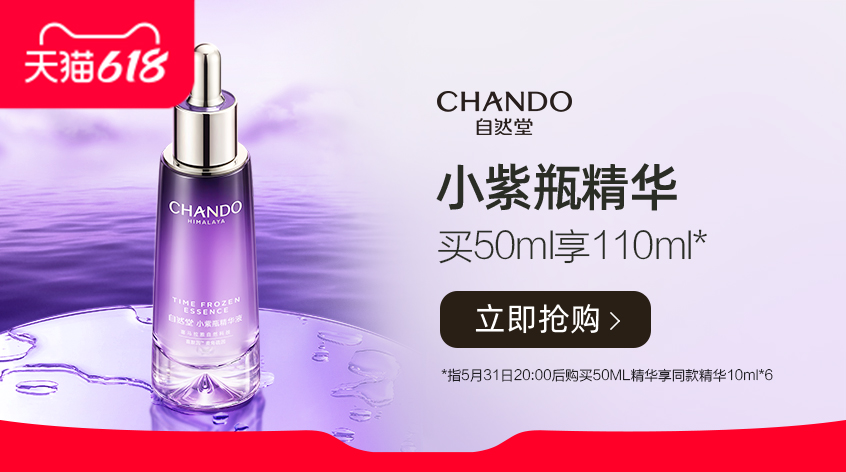 天猫618
CHANDO
自然堂
小紫瓶精华
买50ml享110ml*
立即抢购 >
*指5月31日20:00后购买50ML精华享同款精华10ml*6
CHANDO
HIMALAYA
TIME FROZEN
ESSENCE
自然堂 小紫瓶精华液